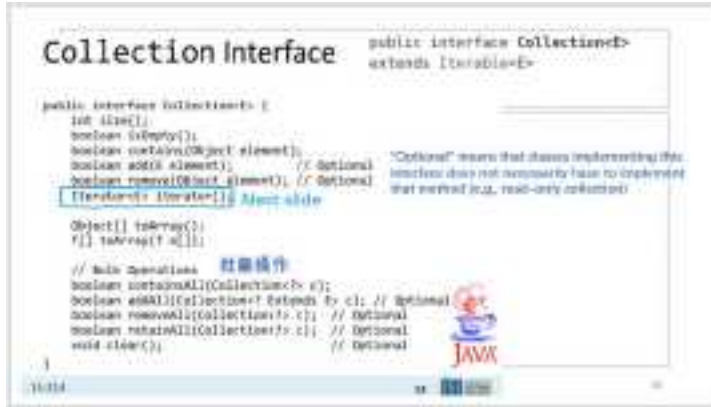 Collection Interface
public interface Collection<E>
extends Iterable<E>
public interface Collection<E> {
int size();
boolean isEmpty();
boolean contains(Object element);
boolean add(E element); // Optional
boolean remove(Object element); // Optional
Iterator<E> iterator();
Next slide
"Optional" means that classes implementing this
interface does not necessarily have to implement
that method (e.g., read-only collection)
Object[] toArray();
T[] toArray(T a[]);
// Bulk Operations
批量操作
boolean containsAll(Collection<?> c);
boolean addAll(Collection<? Extends E> c); // Optional
boolean removeAll(Collection<?> c); // Optional
boolean retainAll(Collection<?> c); // Optional
void clear(); // Optional
}
JAVA